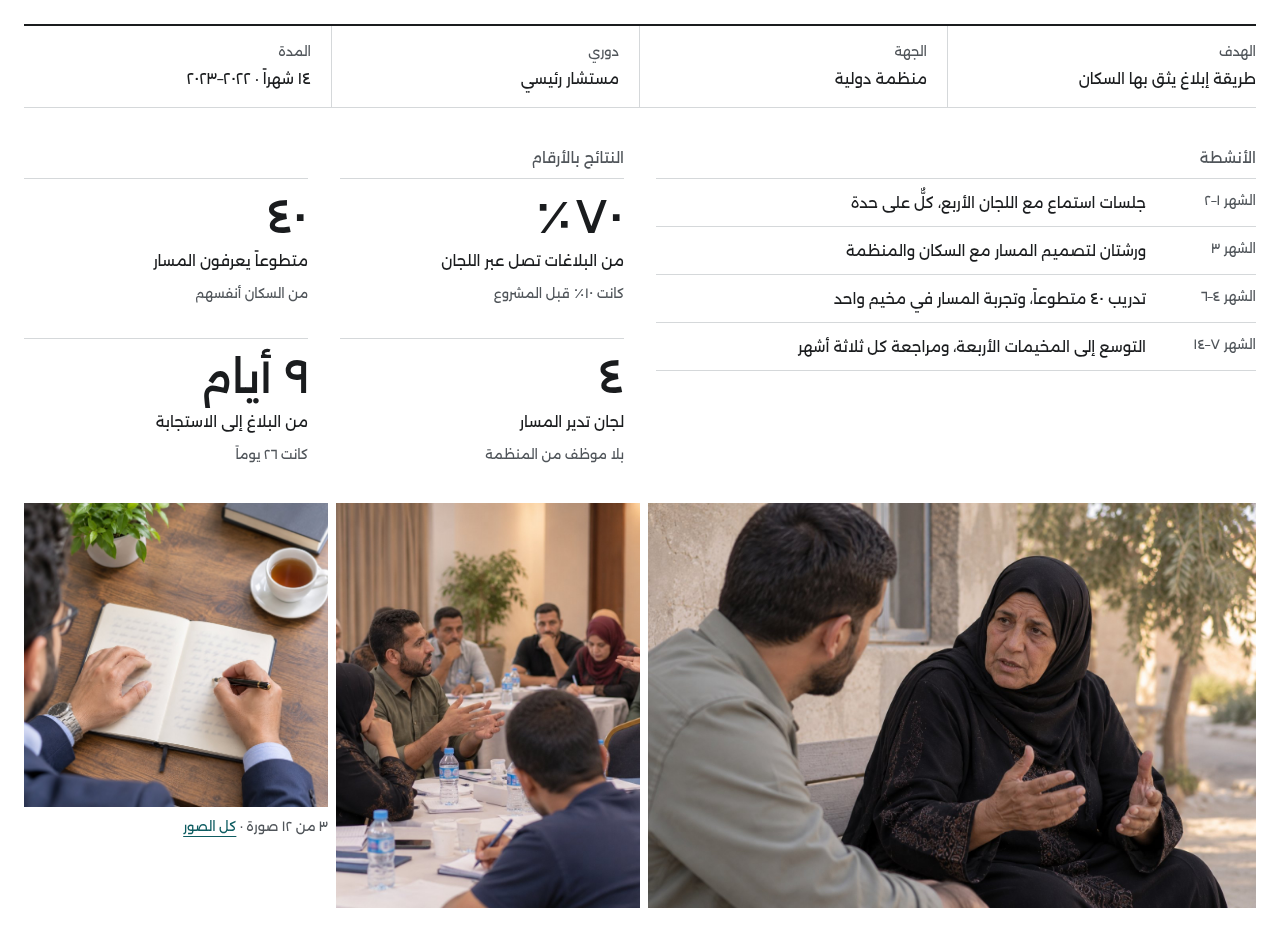 الهدف
طريقة إبلاغ يثق بها السكان
الجهة
منظمة دولية
دوري
مستشار رئيسي
المدة
١٤ شهراً · ٢٠٢٢–٢٠٢٣
الأنشطة
الشهر ١–٢
جلسات استماع مع اللجان الأربع، كلٌّ على حدة
الشهر ٣
ورشتان لتصميم المسار مع السكان والمنظمة
الشهر ٤–٦
تدريب ٤٠ متطوعاً، وتجربة المسار في مخيم واحد
الشهر ٧–١٤
التوسع إلى المخيمات الأربعة، ومراجعة كل ثلاثة أشهر
النتائج بالأرقام
٧٠٪
من البلاغات تصل عبر اللجان
كانت ١٠٪ قبل المشروع
٤٠
متطوعاً يعرفون المسار
من السكان أنفسهم
٤
لجان تدير المسار
بلا موظف من المنظمة
٩ أيام
من البلاغ إلى الاستجابة
كانت ٢٦ يوماً
٣ من ١٢ صورة · كل الصور